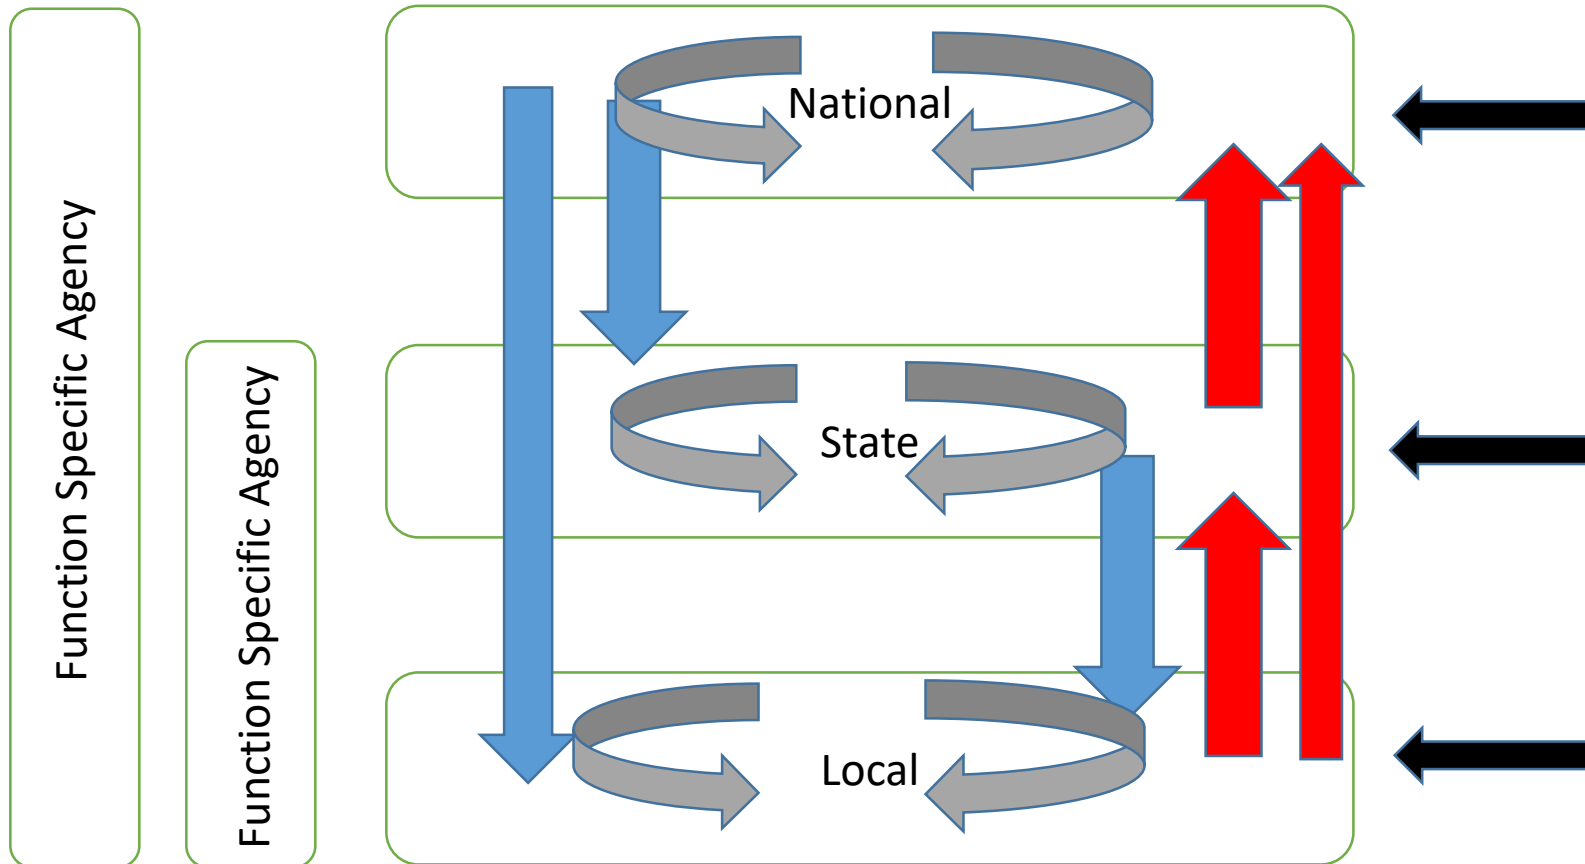 Function Specific Agency
Function Specific Agency
National
State
Local